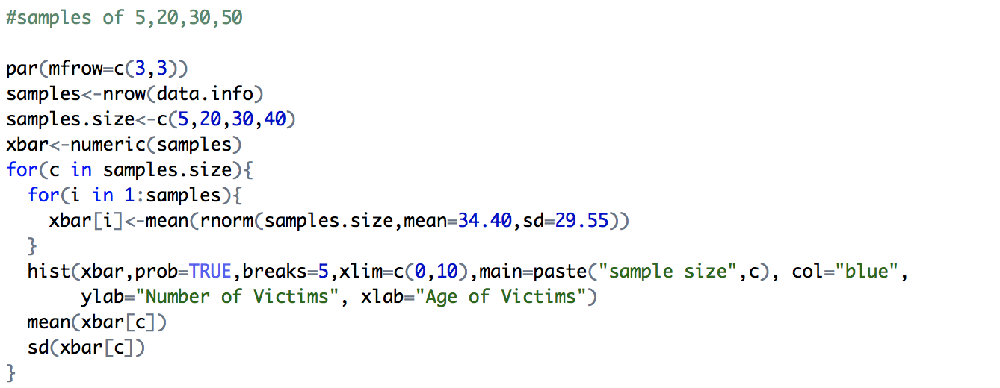 #samples of 5,20,30,50
par(mfrow=c(3,3))
samples<-nrow(data.info)
samples.size<-c(5,20,30,40)
xbar<-numeric(samples)
for(c in samples.size){
  for(i in 1:samples){
    xbar[i]<-mean(rnorm(samples.size,mean=34.40,sd=29.55))
  }
  hist(xbar,prob=TRUE,breaks=5,xlim=c(0,10),main=paste("sample size",c), col="blue",
       ylab="Number of Victims", xlab="Age of Victims")
  mean(xbar[c])
  sd(xbar[c])
}